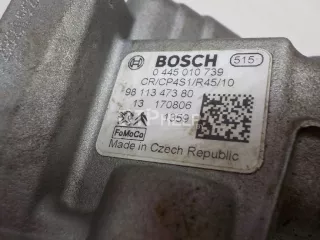 BOSCH 515
0 445 010 739
CR/CP4S1/R45/10
98 113 473 80
13 170806
1359
FoMoCo
Made in Czech Republic